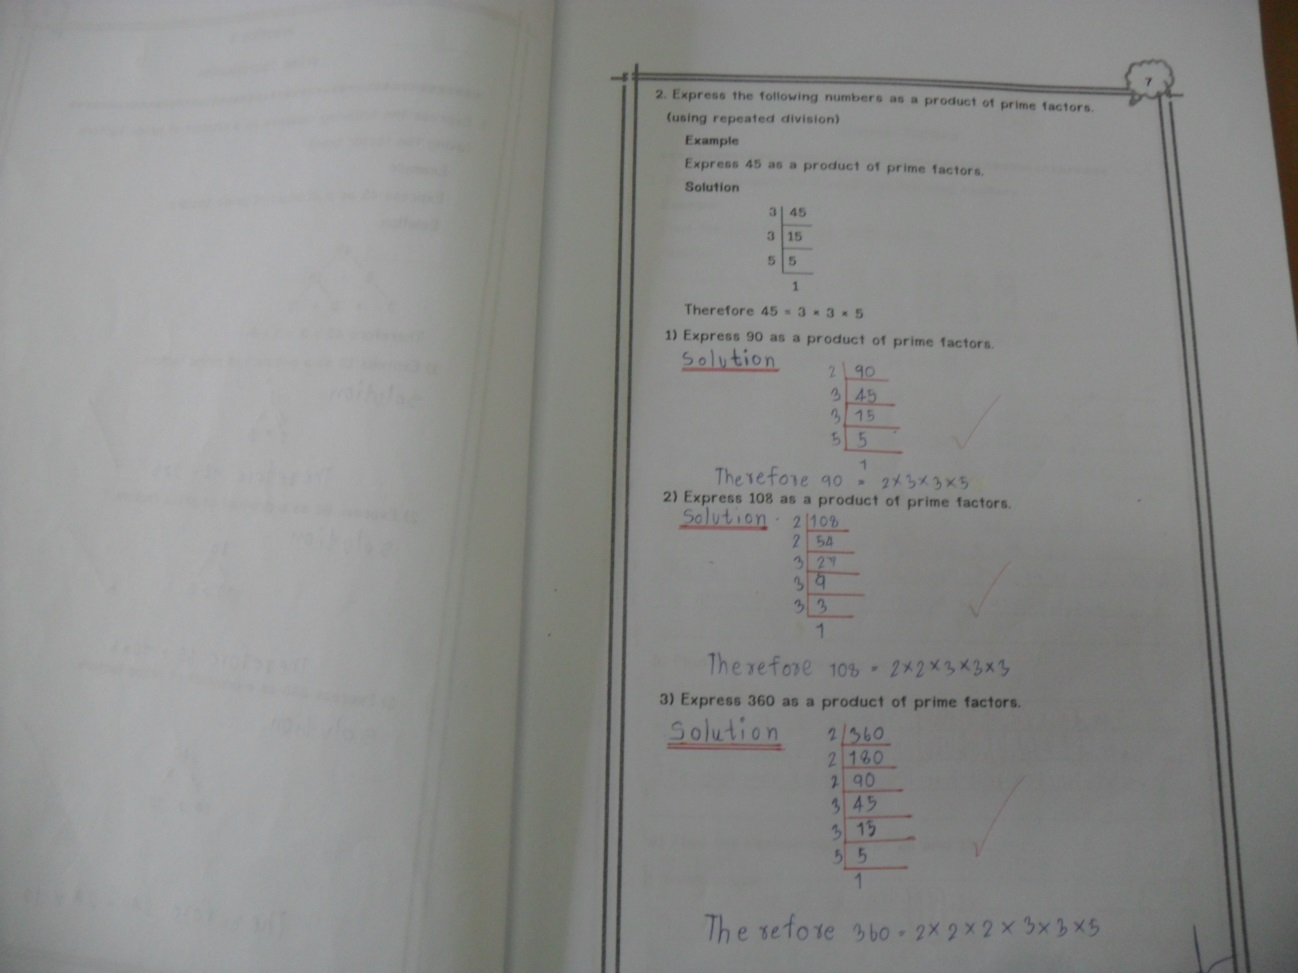 7
2. Express the following numbers as a product of prime factors.
(using repeated division)
Example
Express 45 as a product of prime factors.
Solution
3 45
3 15
5 5
1
Therefore 45 = 3 × 3 × 5
1) Express 90 as a product of prime factors.
Solution
2 90
3 45
3 15
5 5
1
Therefore 90 = 2×3×3×5
2) Express 108 as a product of prime factors.
Solution
2 108
2 54
3 27
3 9
3 3
1
Therefore 108 = 2×2×3×3×3
3) Express 360 as a product of prime factors.
Solution
2 360
2 180
2 90
3 45
3 15
5 5
1
Therefore 360 = 2×2×2×3×3×5